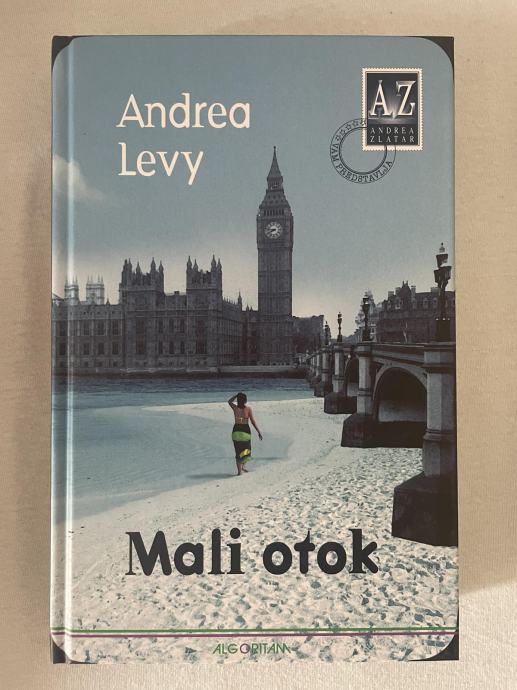 Andrea
Levy
AZ
ANDREA
ZLATAR
VAM PREDSTAVLJA
Mali otok
ALGORITAM